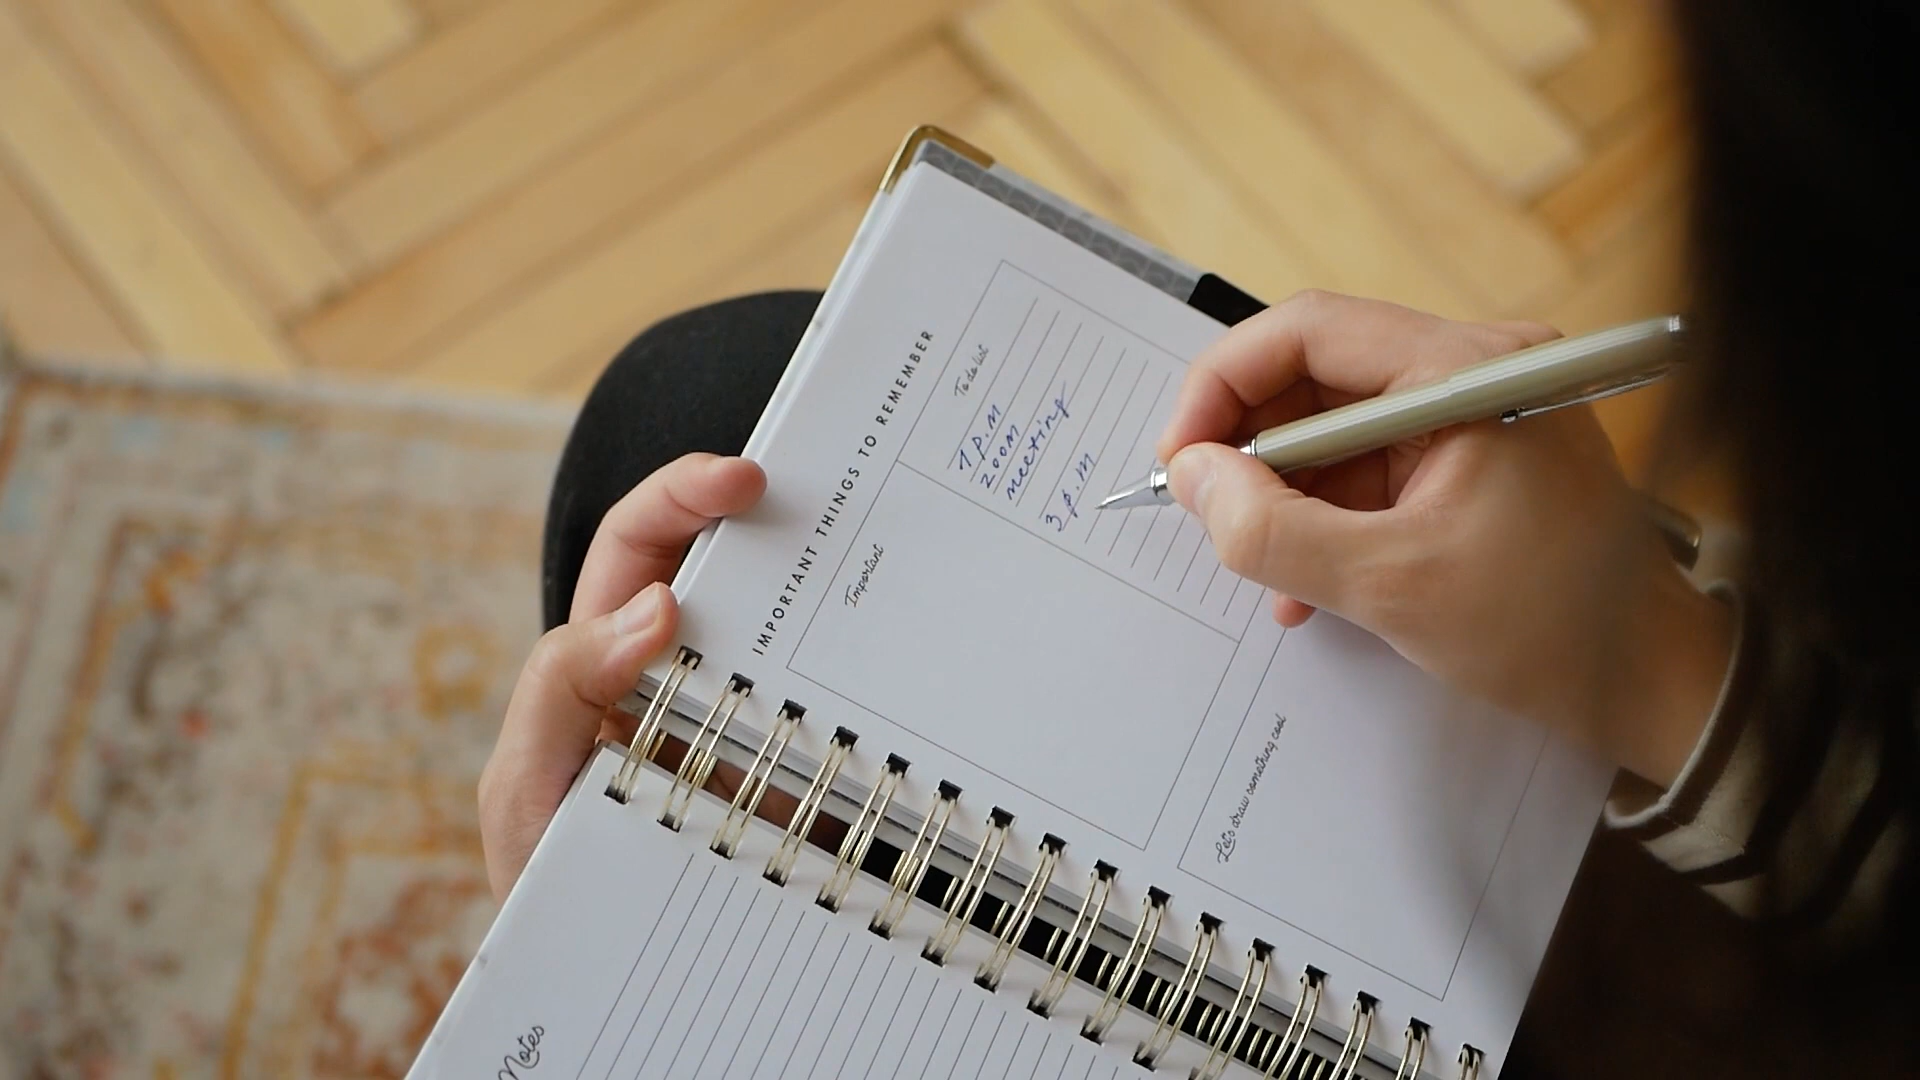 IMPORTANT THINGS TO REMEMBER
To do list
1 p.m
zoom
meeting
3 p.m
Important
Let's draw something cool
Notes